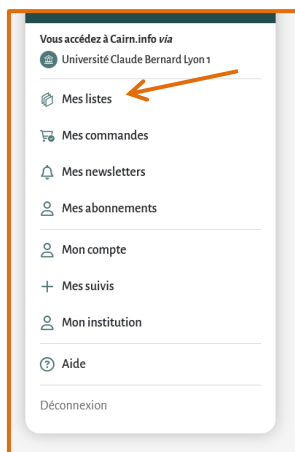 Vous accédez à Cairn.info via
Université Claude Bernard Lyon 1
Mes listes
Mes commandes
Mes newsletters
Mes abonnements
Mon compte
Mes suivis
Mon institution
Aide
Déconnexion